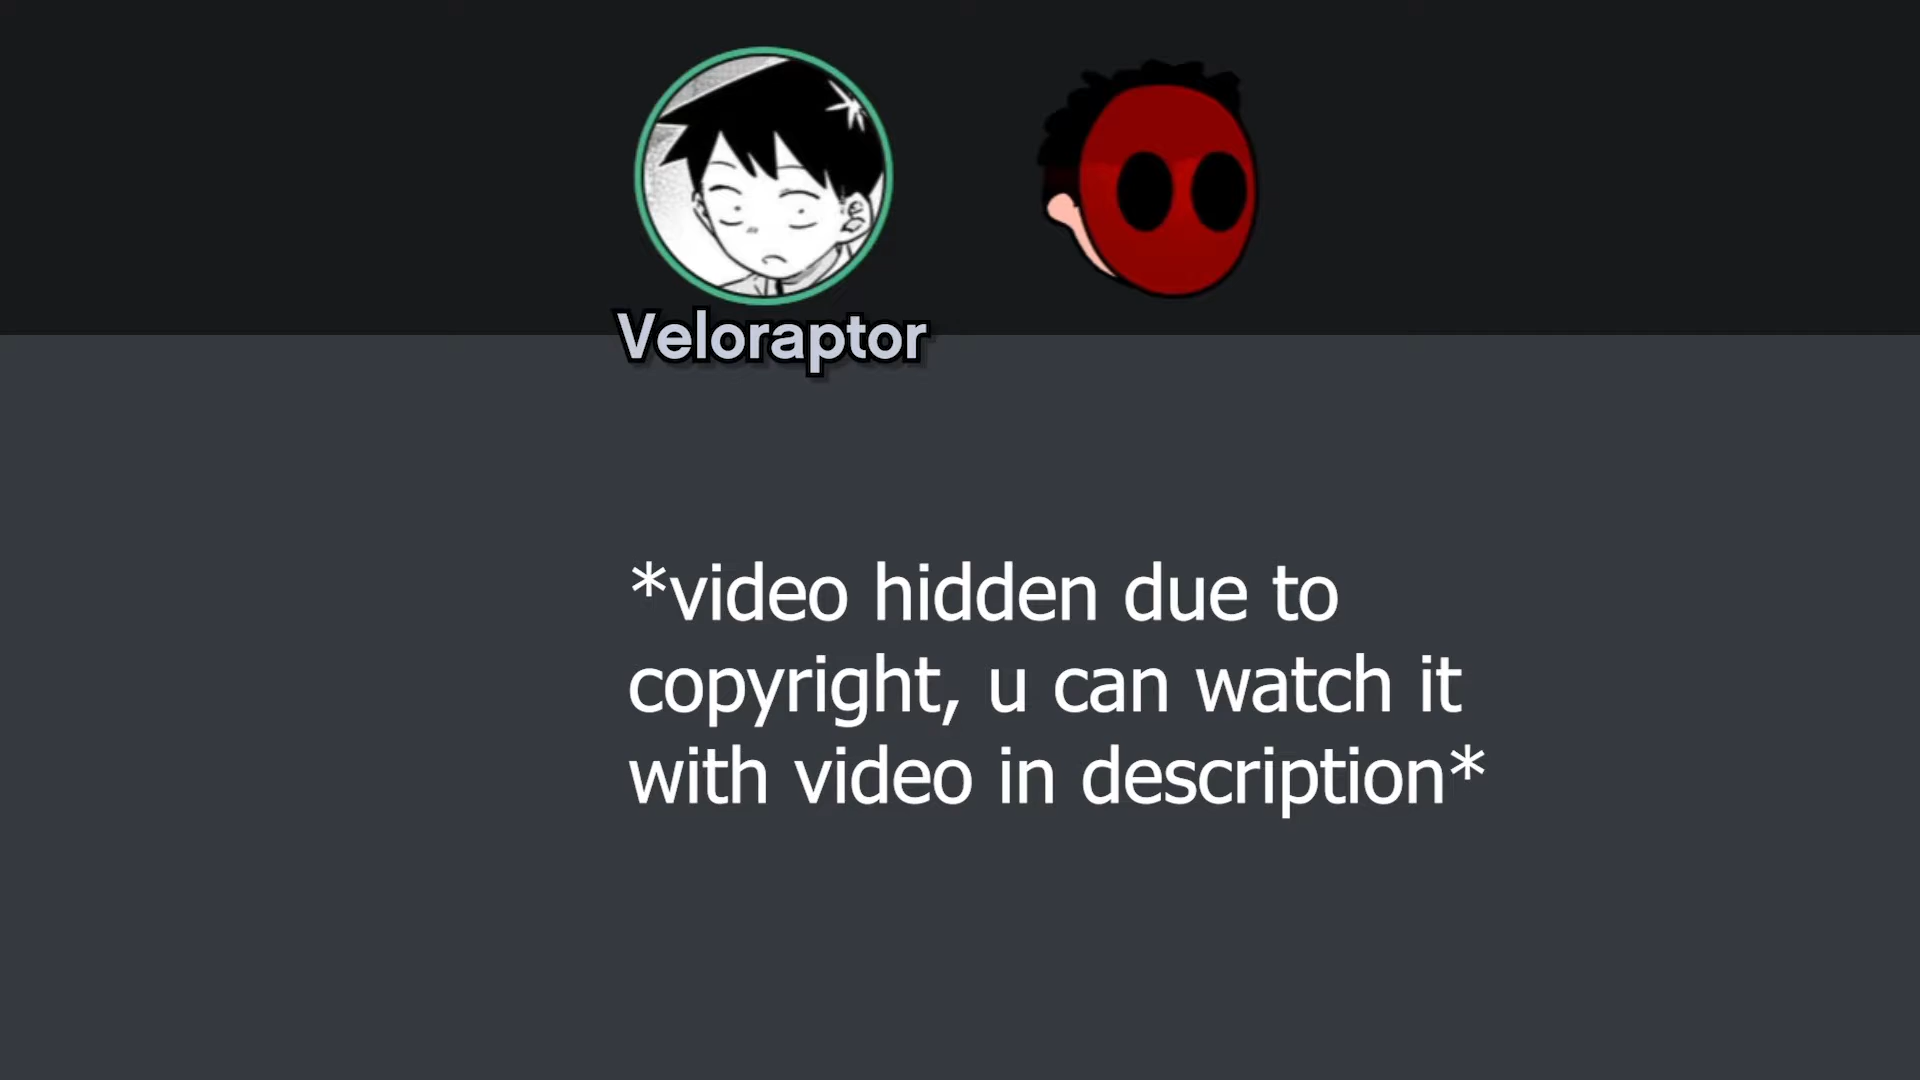 Veloraptor
*video hidden due to
copyright, u can watch it
with video in description*